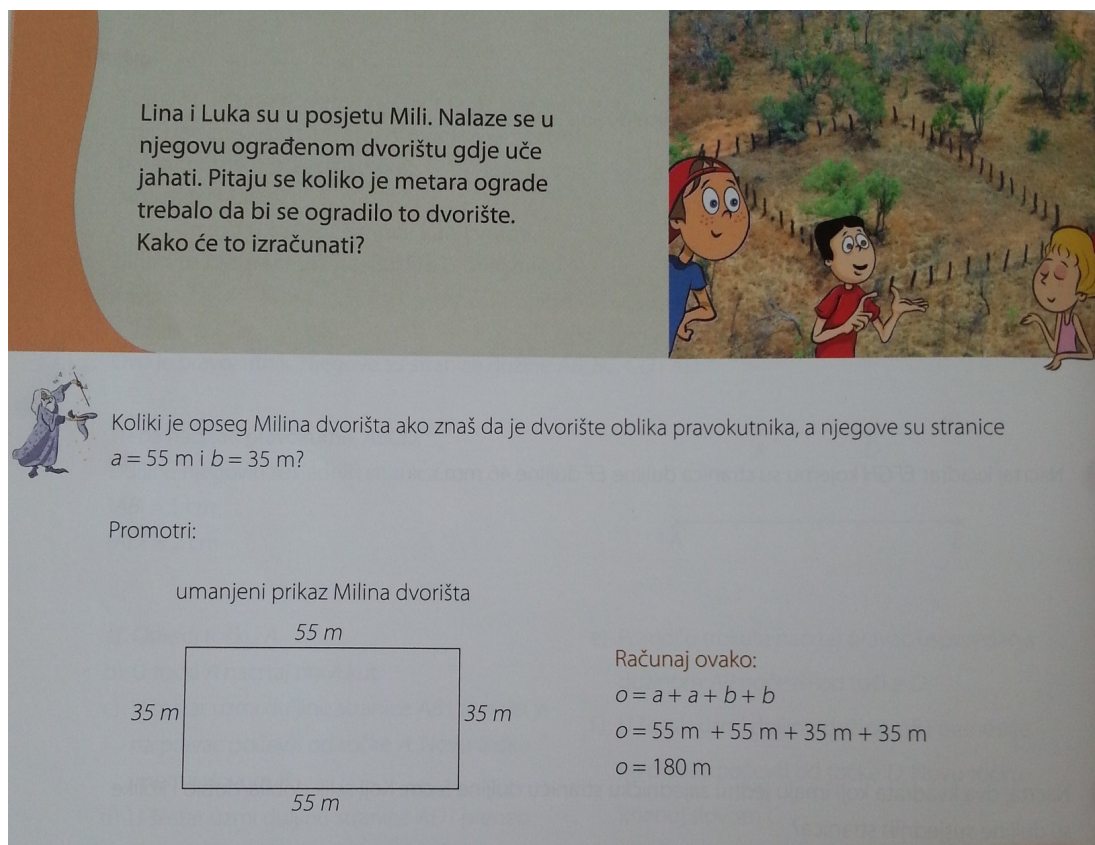 Lina i Luka su u posjetu Mili. Nalaze se u
njegovu ograđenom dvorištu gdje uče
jahati. Pitaju se koliko je metara ograde
trebalo da bi se ogradilo to dvorište.
Kako će to izračunati?
Koliki je opseg Milina dvorišta ako znaš da je dvorište oblika pravokutnika, a njegove su stranice
a = 55 m i b = 35 m?
Promotri:
umanjeni prikaz Milina dvorišta
55 m
35 m
35 m
55 m
Računaj ovako:
o = a + a + b + b
o = 55 m + 55 m + 35 m + 35 m
o = 180 m